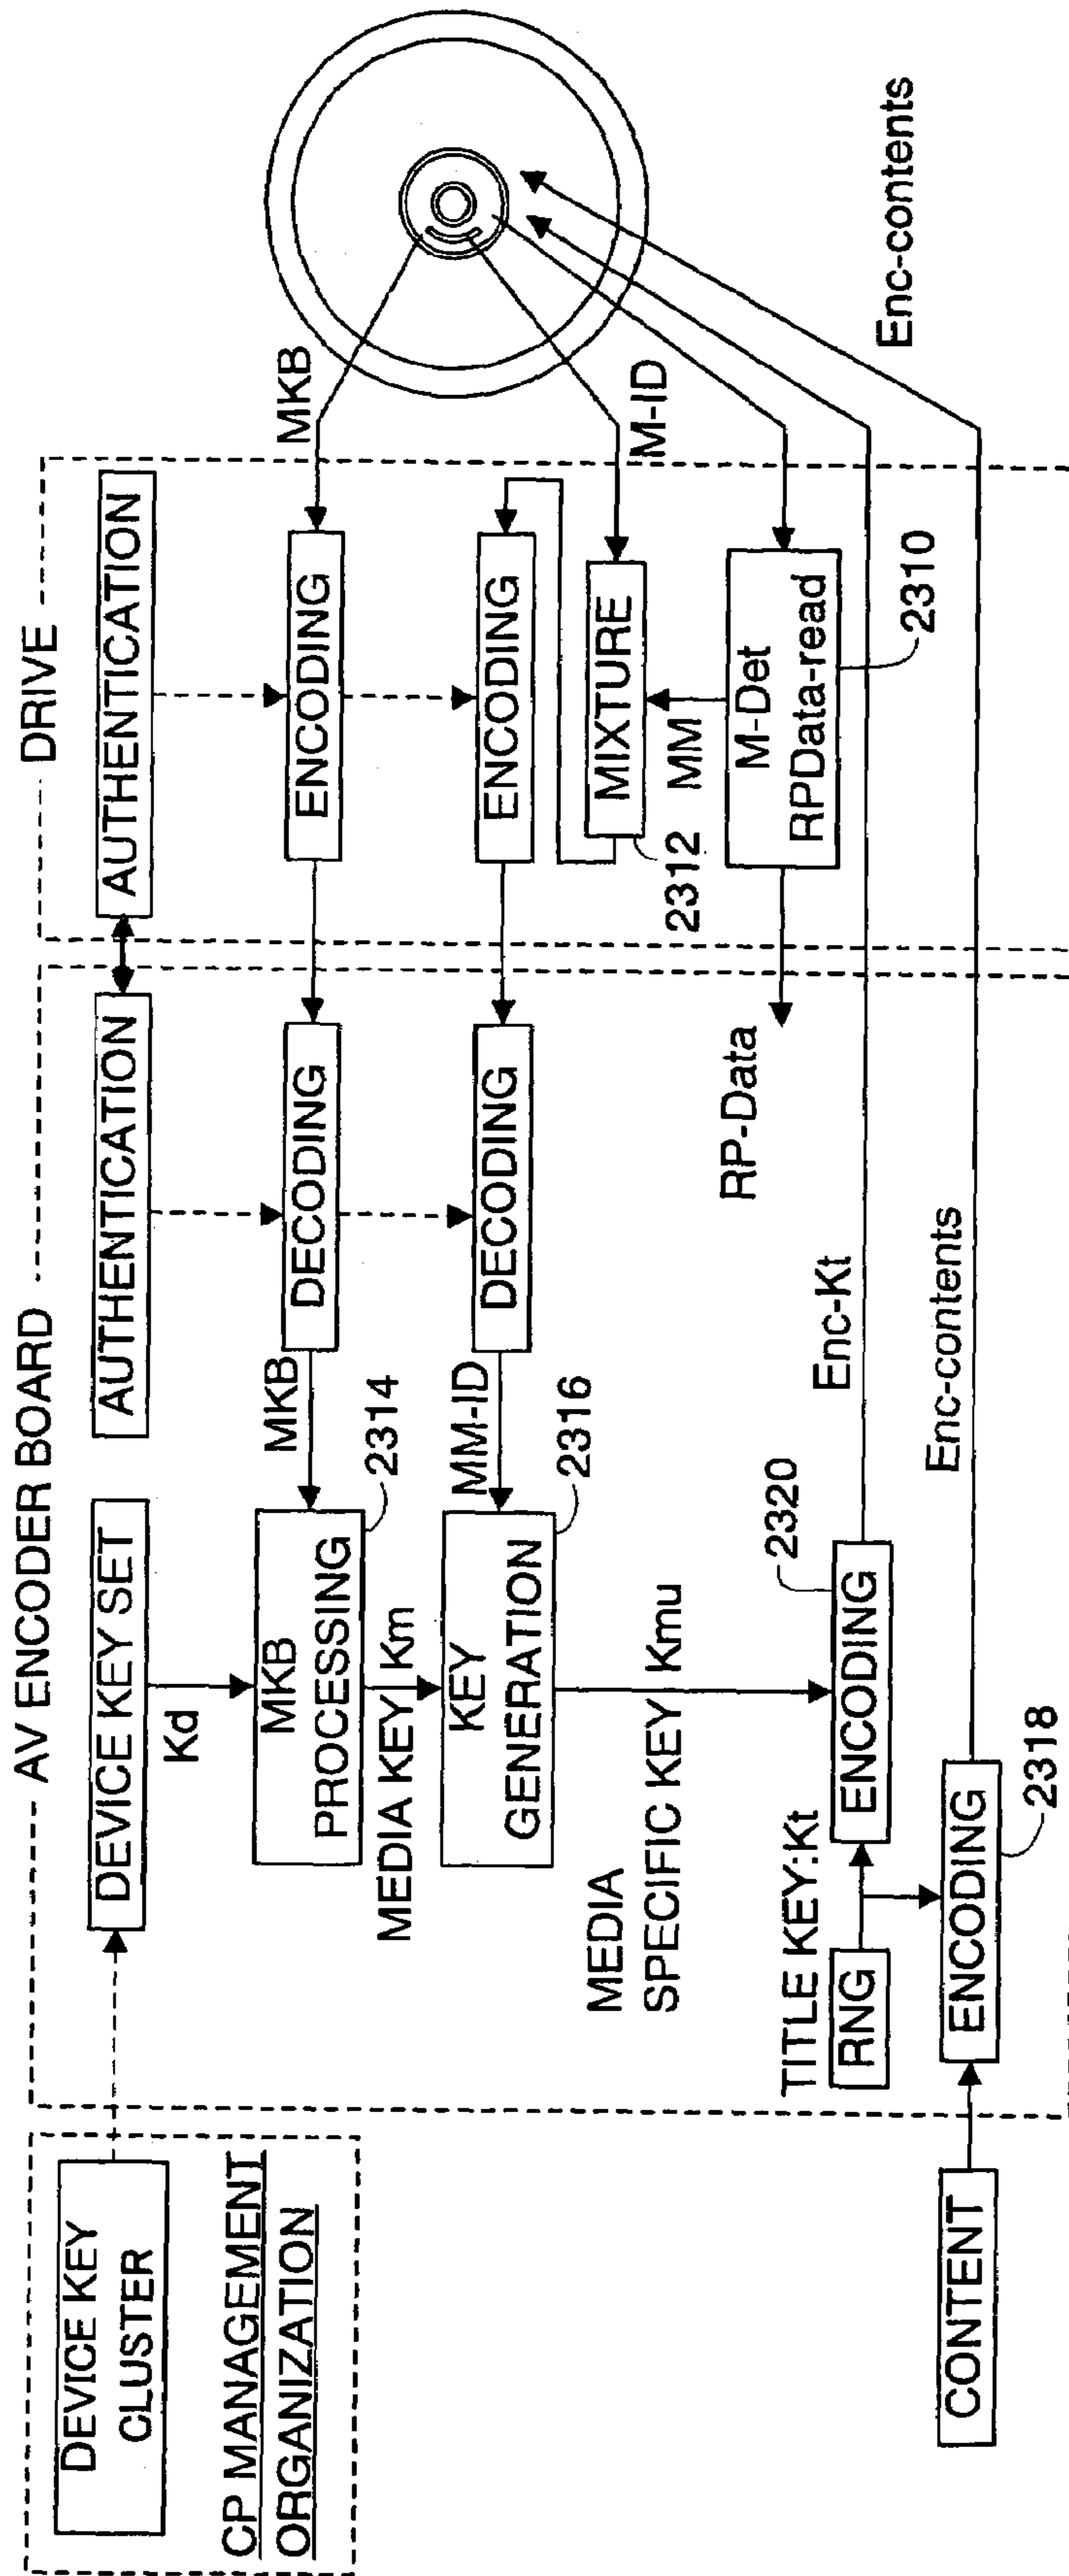 DEVICE KEY
CLUSTER
CP MANAGEMENT
ORGANIZATION
AV ENCODER BOARD
DEVICE KEY SET
Kd
AUTHENTICATION
DRIVE
AUTHENTICATION
MKB
PROCESSING
2314
MKB
DECODING
ENCODING
MKB
MEDIA KEY Km
KEY
GENERATION
2316
MM-ID
DECODING
ENCODING
MIXTURE
2312
M-ID
MM
MEDIA
SPECIFIC KEY Kmu
RP-Data
M-Det
RPData-read
2310
TITLE KEY:Kt
RNG
ENCODING
2320
Enc-Kt
CONTENT
ENCODING
2318
Enc-contents
Enc-contents